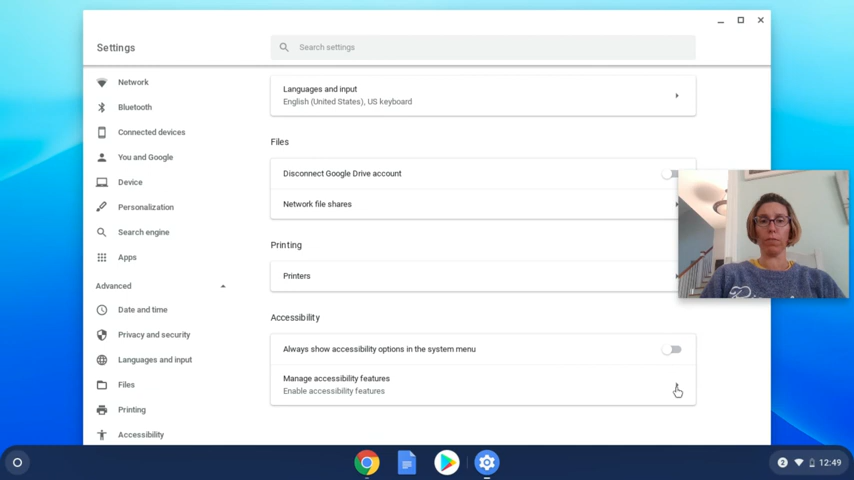 Settings
Search settings
Network
Bluetooth
Connected devices
You and Google
Device
Personalization
Search engine
Apps
Advanced
Date and time
Privacy and security
Languages and input
Files
Printing
Accessibility
Languages and input
English (United States), US keyboard
Files
Disconnect Google Drive account
Network file shares
Printing
Printers
Accessibility
Always show accessibility options in the system menu
Manage accessibility features
Enable accessibility features
2
12:49